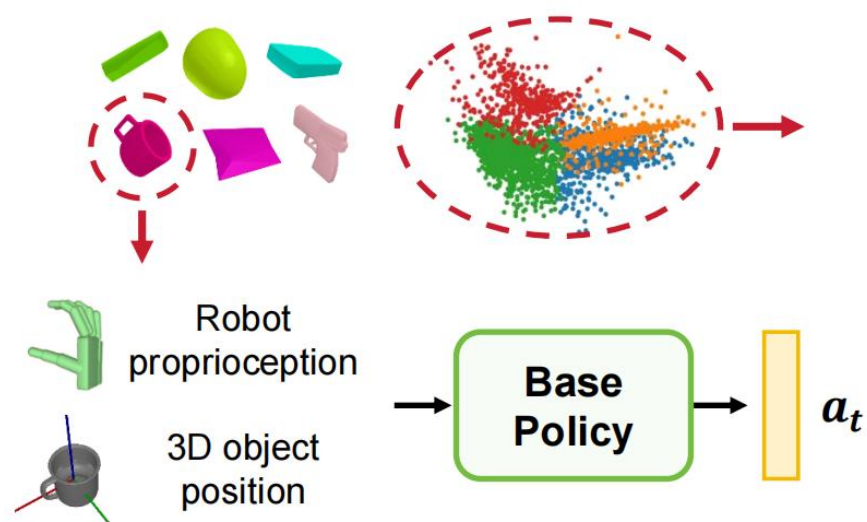 Robot
proprioception
3D object
position
Base
Policy
a_t